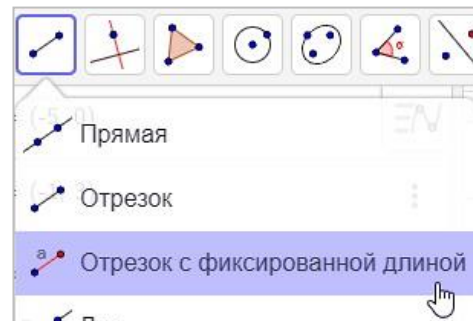 α
Прямая
Отрезок
a
Отрезок с фиксированной длиной